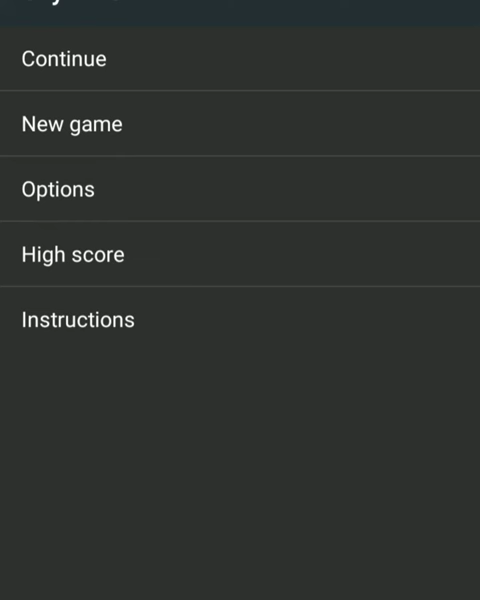 Continue
New game
Options
High score
Instructions